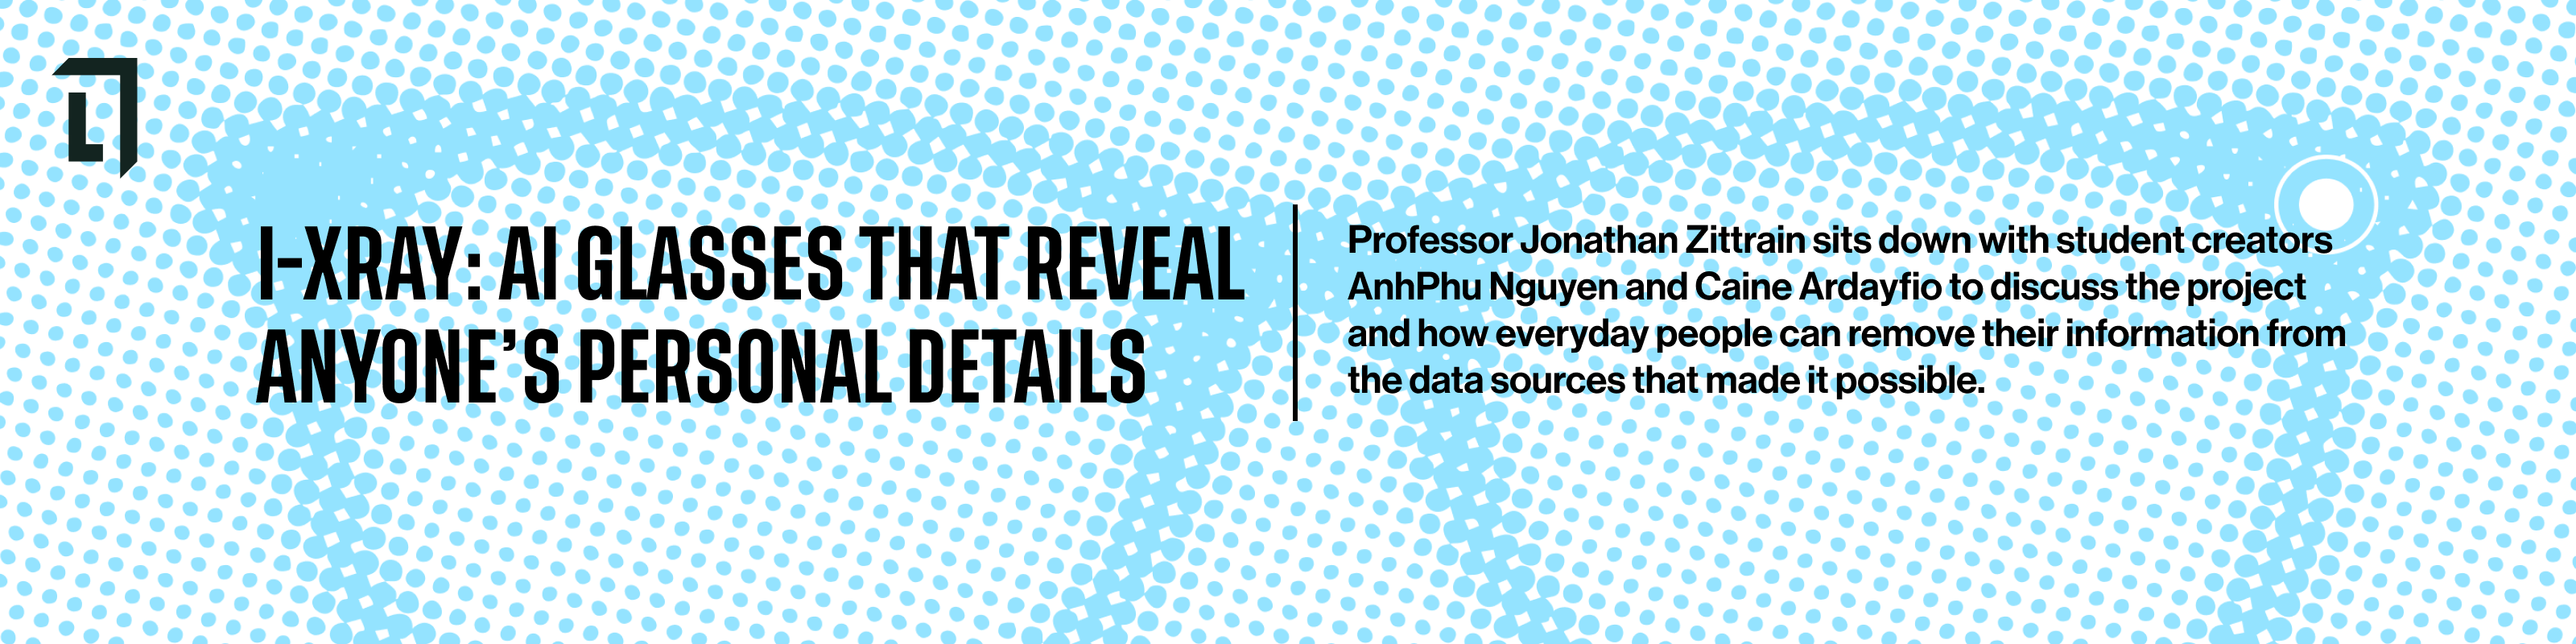 I-XRAY: AI GLASSES THAT REVEAL
ANYONE’S PERSONAL DETAILS
Professor Jonathan Zittrain sits down with student creators
AnhPhu Nguyen and Caine Ardayfio to discuss the project
and how everyday people can remove their information from
the data sources that made it possible.